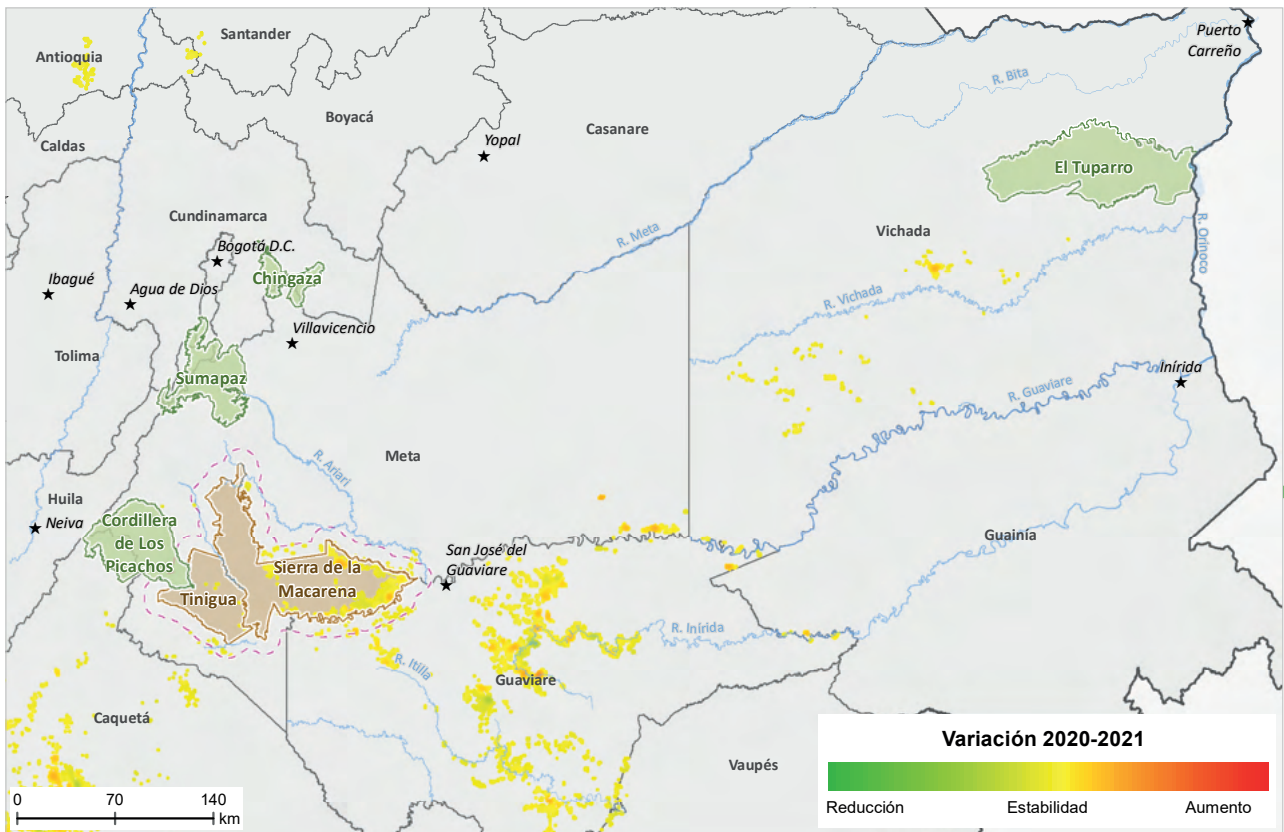 Santander
Antioquia
Puerto
Carreño
R. Bita
Boyacá
Casanare
Caldas
Yopal
El Tuparro
Cundinamarca
Vichada
R. Meta
R. Orinoco
Bogotá D.C.
Chingaza
Ibagué
Agua de Dios
R. Vichada
Villavicencio
Tolima
Sumapaz
Inírida
R. Guaviare
Meta
R. Ariari
Huila
Neiva
Cordillera
de Los
Picachos
Guainía
San José del
Guaviare
Sierra de la
Macarena
Tinigua
R. Inírida
R. Itilla
Guaviare
Caquetá
Vaupés
Variación 2020-2021
Reducción Estabilidad Aumento
0 70 140
km